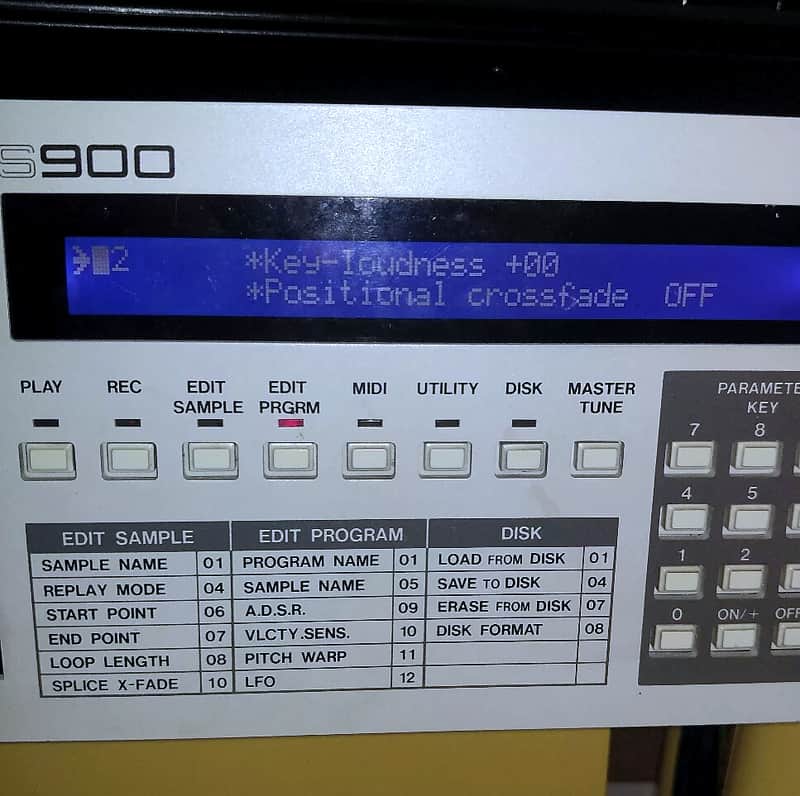 S900
2 *Key-loudness +00
*Positional crossfade OFF
PLAY REC EDIT SAMPLE EDIT PRGRM MIDI UTILITY DISK MASTER TUNE
KEY
7 8
4 5
1 2
0 ON/+ OFF
EDIT SAMPLE EDIT PROGRAM DISK
SAMPLE NAME 01 PROGRAM NAME 01 LOAD FROM DISK 01
REPLAY MODE 04 SAMPLE NAME 05 SAVE TO DISK 04
START POINT 06 A.D.S.R. 09 ERASE FROM DISK 07
END POINT 07 VLCTY.SENS. 10 DISK FORMAT 08
LOOP LENGTH 08 PITCH WARP 11
SPLICE X-FADE 10 LFO 12